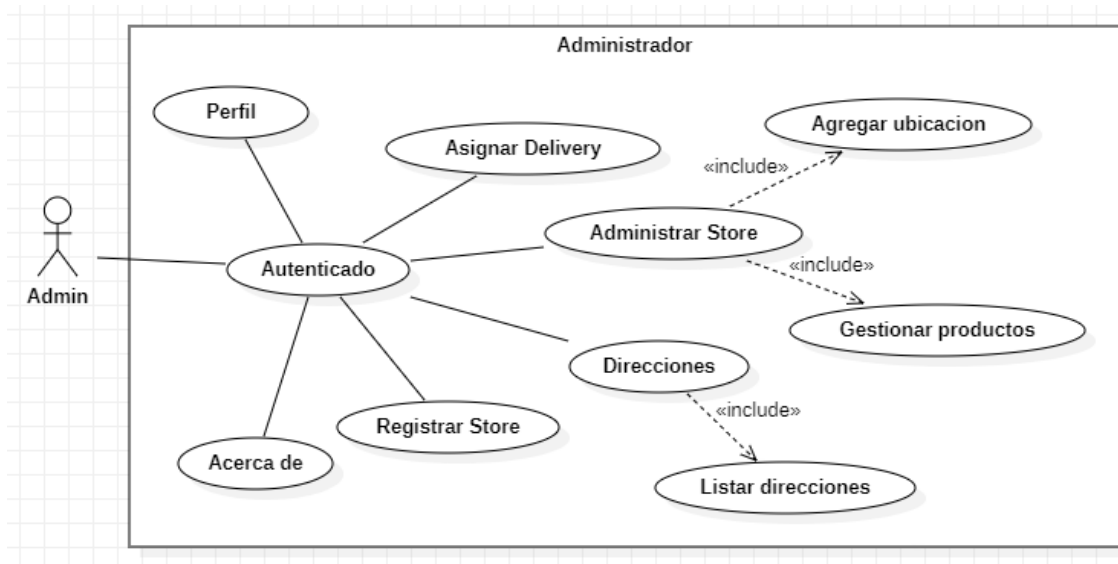 Administrador
Perfil
Agregar ubicacion
Asignar Delivery
«include»
Administrar Store
Autenticado
«include»
Admin
Gestionar productos
Direcciones
«include»
Registrar Store
Acerca de
Listar direcciones